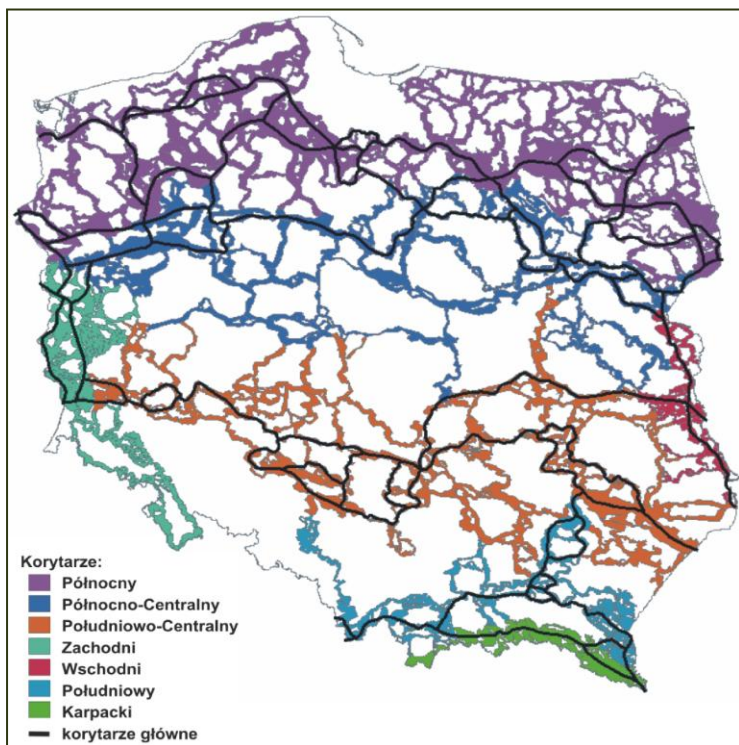 Korytarze:
Północny
Północno-Centralny
Południowo-Centralny
Zachodni
Wschodni
Południowy
Karpacki
korytarze główne